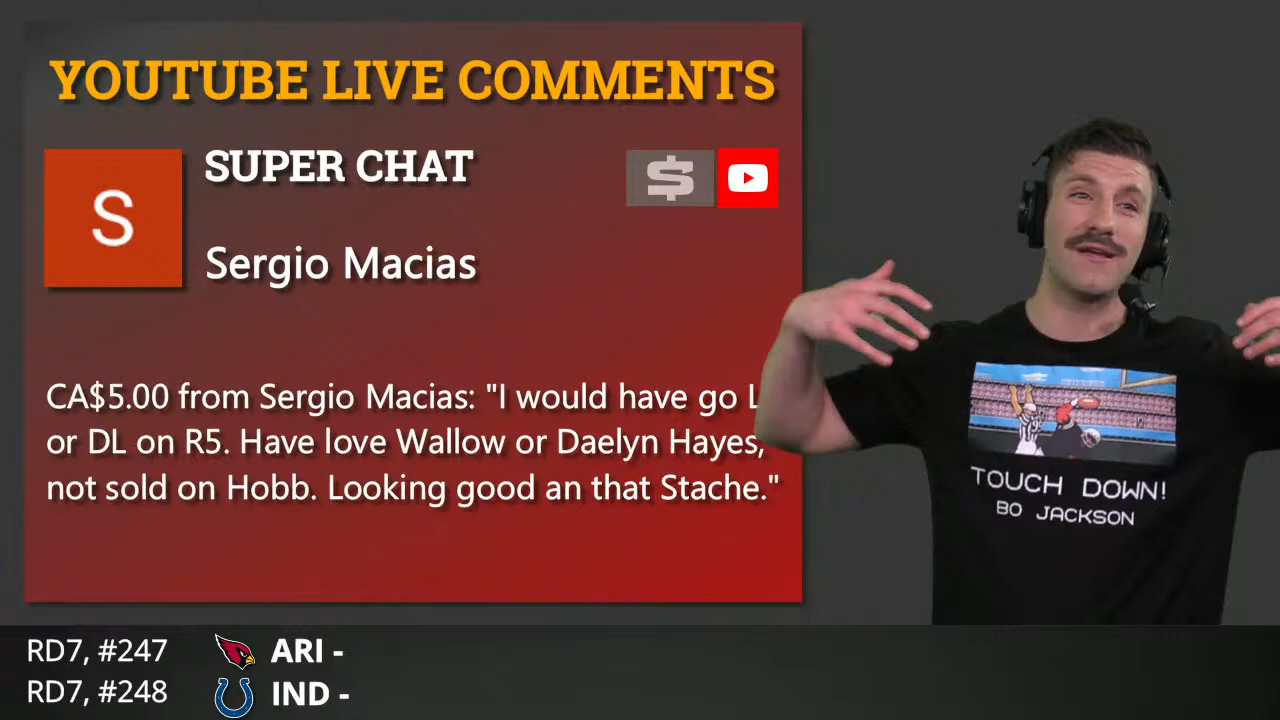 YOUTUBE LIVE COMMENTS
S
SUPER CHAT
$
Sergio Macias
CA$5.00 from Sergio Macias: "I would have go L
or DL on R5. Have love Wallow or Daelyn Hayes,
not sold on Hobb. Looking good an that Stache."
TOUCH DOWN!
BO JACKSON
RD7, #247 ARI -
RD7, #248 IND -